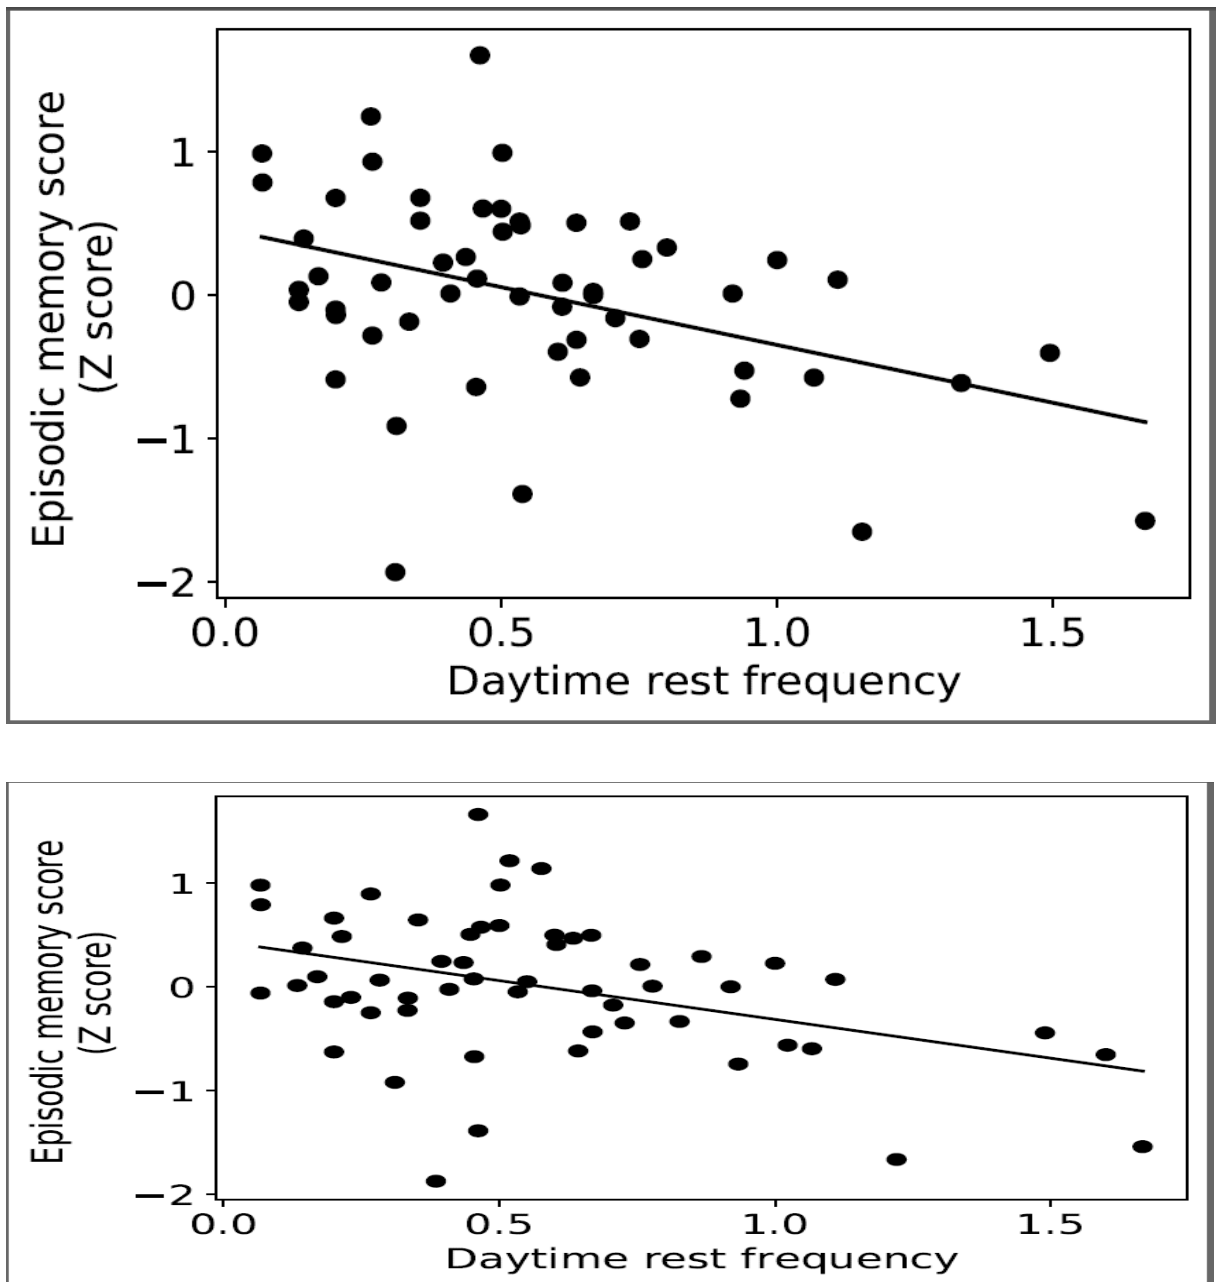 Episodic memory score
(Z score)
1
0
−1
−2
0.0 0.5 1.0 1.5
Daytime rest frequency
Episodic memory score
(Z score)
1
0
−1
−2
0.0 0.5 1.0 1.5
Daytime rest frequency